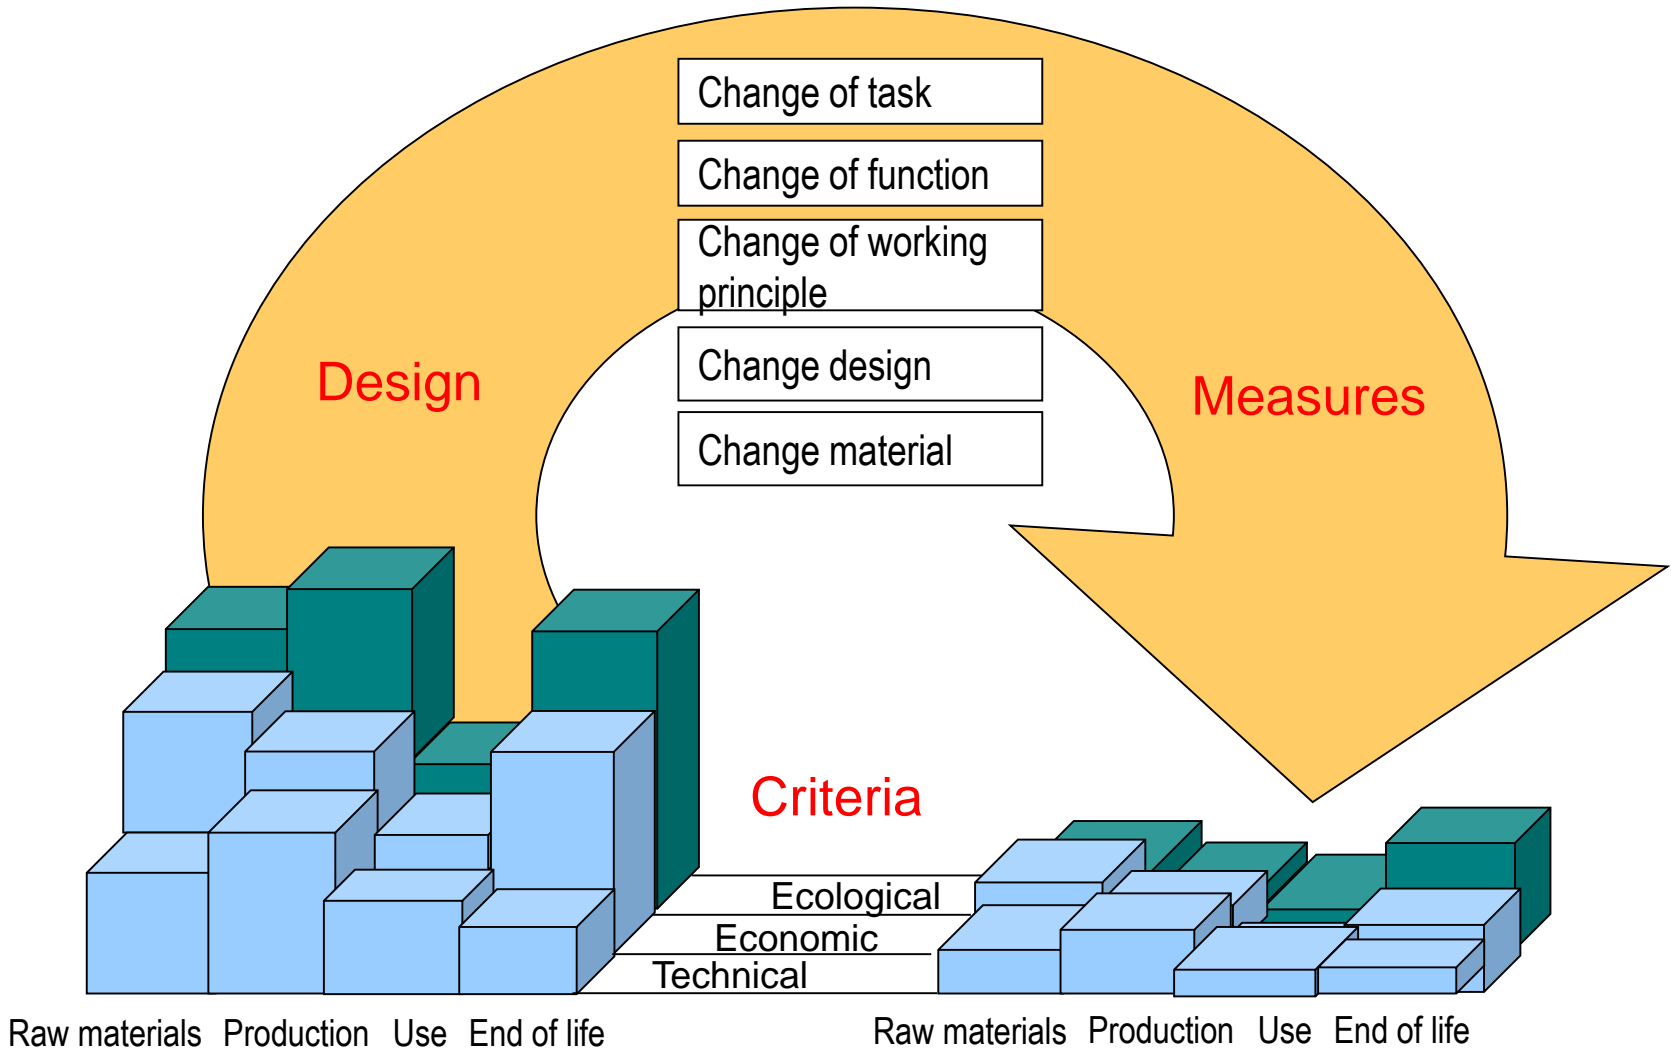 Change of task
Change of function
Change of working
principle
Change design
Change material
Design
Measures
Criteria
Ecological
Economic
Technical
Raw materials Production Use End of life
Raw materials Production Use End of life